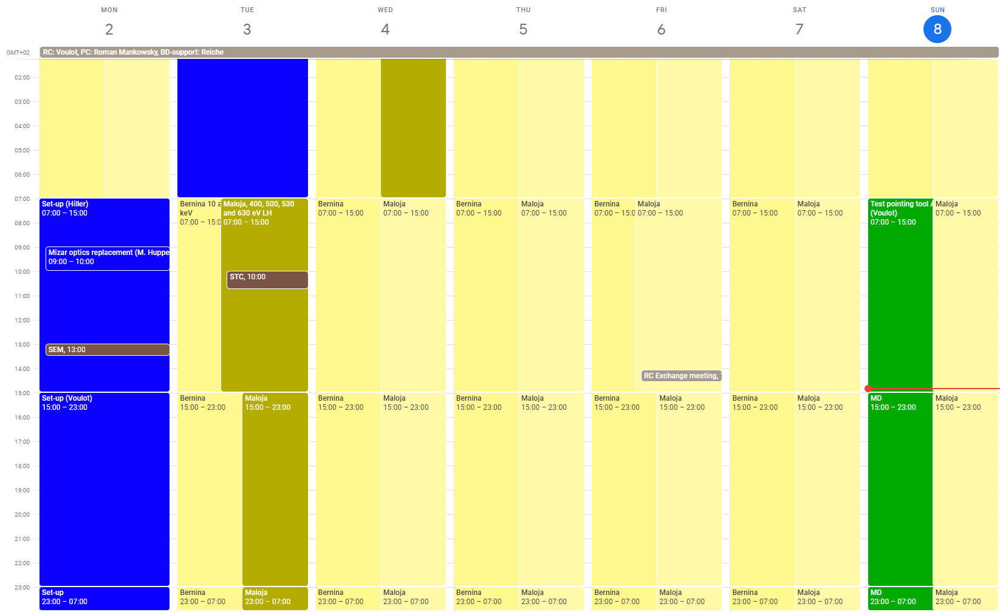 MON
TUE
WED
THU
FRI
SAT
SUN
2
3
4
5
6
7
8
GMT+02
RC: Voulot, PC: Roman Mankowsky, BD-support: Reiche
02:00
03:00
04:00
05:00
06:00
07:00
08:00
09:00
10:00
11:00
12:00
13:00
14:00
15:00
16:00
17:00
18:00
19:00
20:00
21:00
22:00
23:00
Set-up (Hiller)
07:00 – 15:00
Mizar optics replacement (M. Huppe
09:00 – 10:00
SEM, 13:00
Set-up (Voulot)
15:00 – 23:00
Set-up
23:00 – 07:00
Bernina 10 a
keV
07:00 – 15:0
Maloja, 400, 500, 530
and 630 eV LH
07:00 – 15:00
STC, 10:00
Bernina
15:00 – 23:00
Maloja
15:00 – 23:00
Bernina
23:00 – 07:00
Maloja
23:00 – 07:00
Bernina
07:00 – 15:00
Maloja
07:00 – 15:00
Bernina
15:00 – 23:00
Maloja
15:00 – 23:00
Bernina
23:00 – 07:00
Maloja
23:00 – 07:00
Bernina
07:00 – 15:00
Maloja
07:00 – 15:00
Bernina
15:00 – 23:00
Maloja
15:00 – 23:00
Bernina
23:00 – 07:00
Maloja
23:00 – 07:00
Bernina
07:00 – 15:0
Maloja
07:00 – 15:00
RC Exchange meeting,
Bernina
15:00 – 23:00
Maloja
15:00 – 23:00
Bernina
23:00 – 07:00
Maloja
23:00 – 07:00
Bernina
07:00 – 15:00
Maloja
07:00 – 15:00
Bernina
15:00 – 23:00
Maloja
15:00 – 23:00
Bernina
23:00 – 07:00
Maloja
23:00 – 07:00
Test pointing tool
(Voulot)
07:00 – 15:00
Maloja
07:00 – 15:00
MD
15:00 – 23:00
Maloja
15:00 – 23:00
MD
23:00 – 07:00
Maloja
23:00 – 07:00